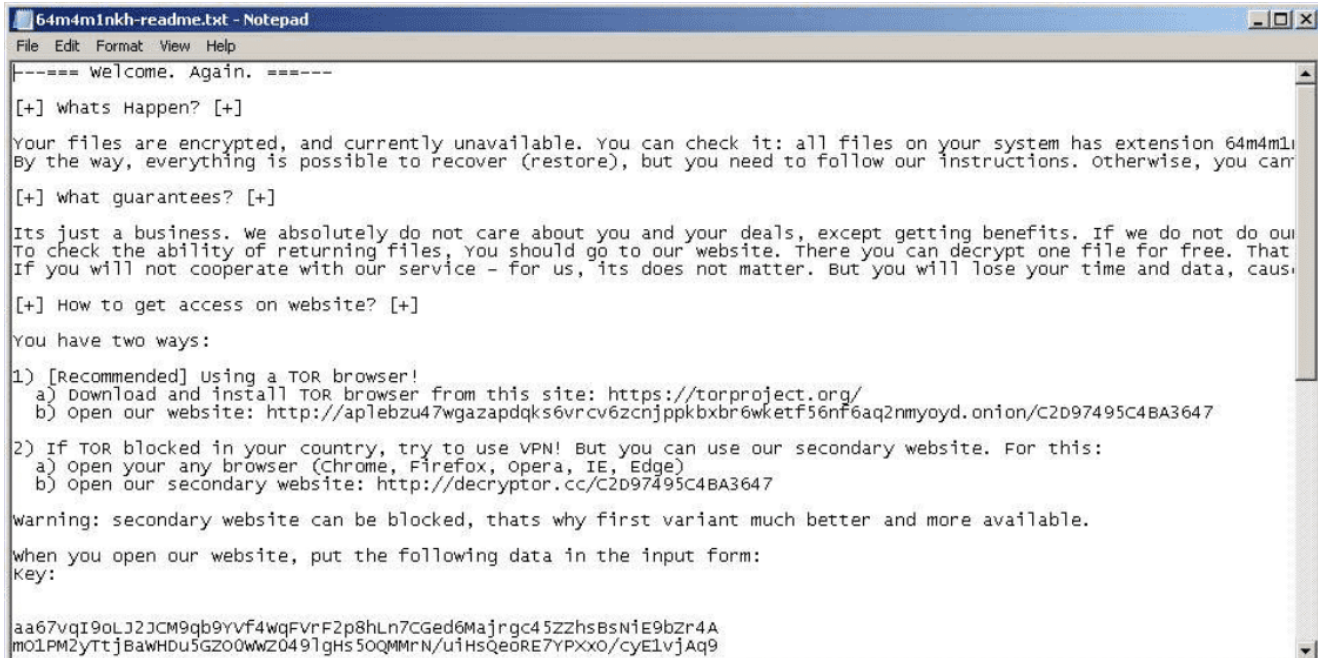 64m4m1nkh-readme.txt - Notepad
File Edit Format View Help
---=== Welcome. Again. ===---
[+] Whats Happen? [+]
Your files are encrypted, and currently unavailable. You can check it: all files on your system has extension
By the way, everything is possible to recover (restore), but you need to follow our instructions. Otherwise, you
[+] What guarantees? [+]
Its just a business. We absolutely do not care about you and your deals, except getting benefits. If we do not do
To check the ability of returning files, You should go to our website. There you can decrypt one file for free. That
If you will not cooperate with our service - for us, its does not matter. But you will lose your time and data,
[+] How to get access on website? [+]
You have two ways:
1) [Recommended] Using a TOR browser!
a) Download and install TOR browser from this site: https://torproject.org/
b) Open our website: http://aplebzu47wgazapdqks6vrcv6zcnjppkbxbr6wketf56nf6aq2nmyoyd.onion/C2D97495C4BA3647
2) If TOR blocked in your country, try to use VPN! But you can use our secondary website. For this:
a) Open your any browser (Chrome, Firefox, Opera, IE, Edge)
b) Open our secondary website: http://decryptor.cc/C2D97495C4BA3647
Warning: secondary website can be blocked, thats why first variant much better and more available.
When you open our website, put the following data in the input form:
Key: